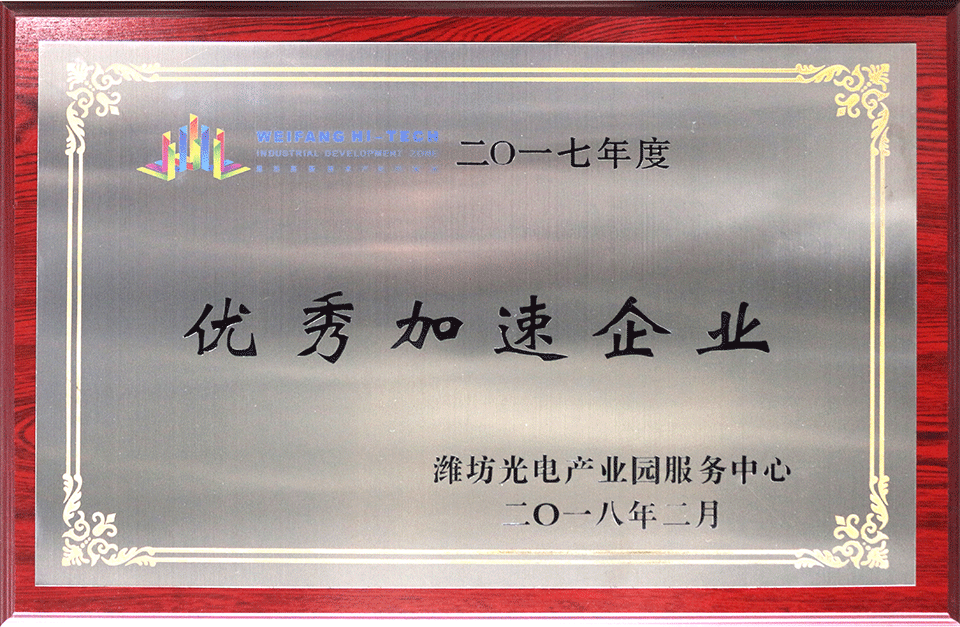 WEIFANG HI-TECH
INDUSTRIAL DEVELOPMENT ZONE
二〇一七年度
优秀加速企业
潍坊光电产业园服务中心
二〇一八年二月